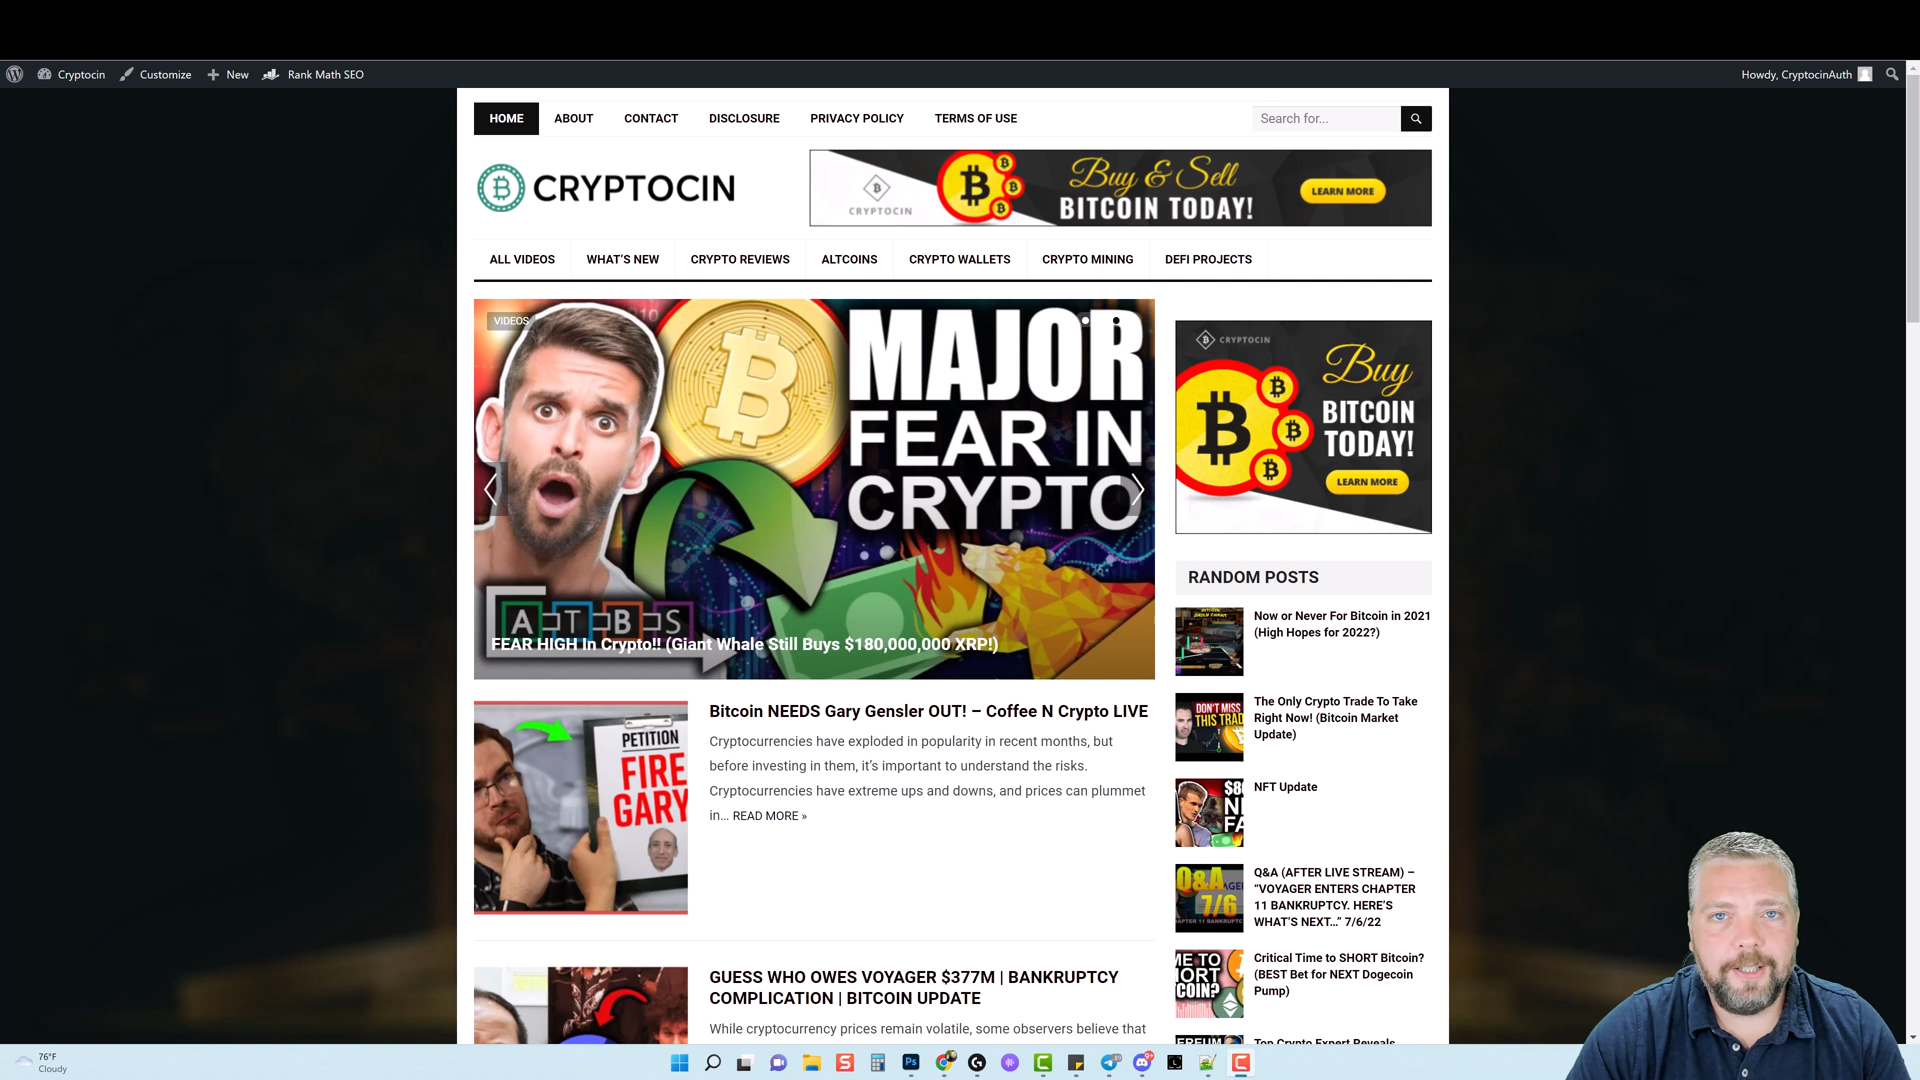 Cryptocin
Customize
New
Rank Math SEO
Howdy, CryptocinAuth
HOME
ABOUT
CONTACT
DISCLOSURE
PRIVACY POLICY
TERMS OF USE
Search for...
CRYPTOCIN
CRYPTOCIN
Buy & Sell
BITCOIN TODAY!
LEARN MORE
ALL VIDEOS
WHAT'S NEW
CRYPTO REVIEWS
ALTCOINS
CRYPTO WALLETS
CRYPTO MINING
DEFI PROJECTS
VIDEOS
MAJOR
FEAR IN
CRYPTO
A T B S
FEAR HIGH In Crypto!! (Giant Whale Still Buys $180,000,000 XRP!)
CRYPTOCIN
Buy
BITCOIN
TODAY!
LEARN MORE
RANDOM POSTS
Now or Never For Bitcoin in 2021
(High Hopes for 2022?)
DON'T MISS
THIS TRAD
The Only Crypto Trade To Take
Right Now! (Bitcoin Market
Update)
$8
N
FA
NFT Update
Q&A
7/6
Q&A (AFTER LIVE STREAM) –
“VOYAGER ENTERS CHAPTER
11 BANKRUPTCY. HERE’S
WHAT’S NEXT…” 7/6/22
ME TO
ORT
COIN?
Critical Time to SHORT Bitcoin?
(BEST Bet for NEXT Dogecoin
Pump)
Top Crypto Expert Reveals
PETITION
FIRE
GARY
Bitcoin NEEDS Gary Gensler OUT! – Coffee N Crypto LIVE
Cryptocurrencies have exploded in popularity in recent months, but
before investing in them, it’s important to understand the risks.
Cryptocurrencies have extreme ups and downs, and prices can plummet
in… READ MORE »
GUESS WHO OWES VOYAGER $377M | BANKRUPTCY
COMPLICATION | BITCOIN UPDATE
While cryptocurrency prices remain volatile, some observers believe that
76°F
Cloudy